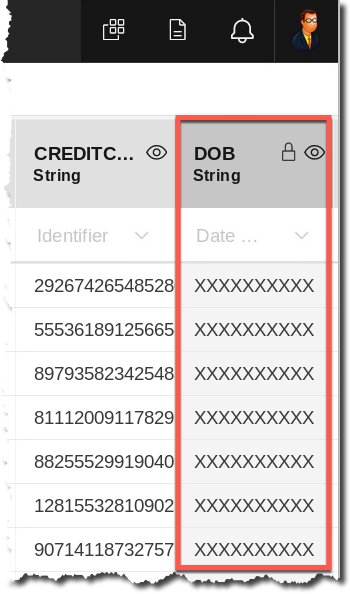 CREDITC... DOB
String String
Identifier Date ...
29267426548528 XXXXXXXXXX
55536189125665 XXXXXXXXXX
89793582342548 XXXXXXXXXX
81112009117829 XXXXXXXXXX
88255529919040 XXXXXXXXXX
12815532810902 XXXXXXXXXX
90714118732757 XXXXXXXXXX